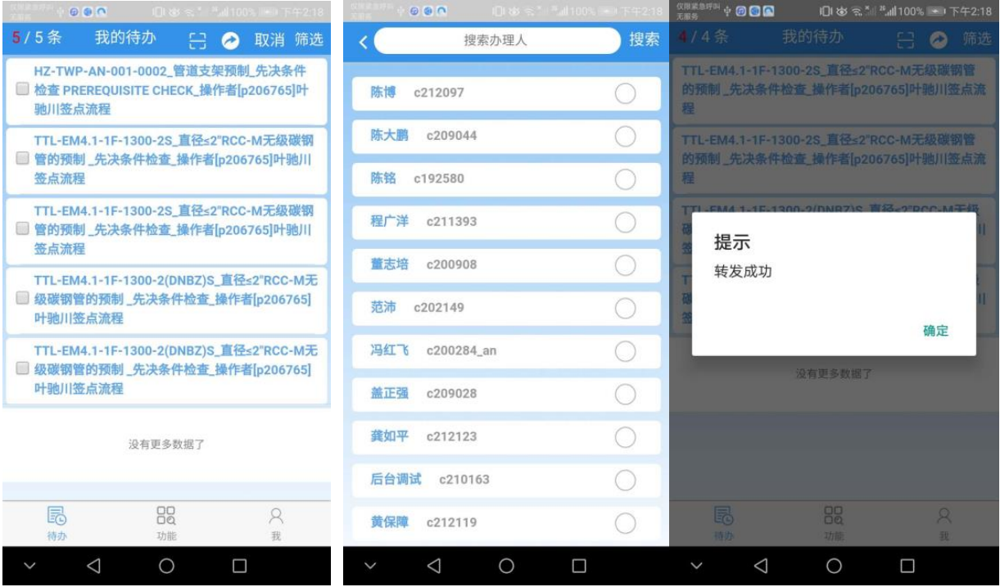 仅限紧急呼叫
无服务
100% 下午2:18
5/5条 我的待办 取消 筛选
HZ-TWP-AN-001-0002_管道支架预制_先决条件
检查 PREREQUISITE CHECK_操作者[p206765]叶
驰川签点流程
TTL-EM4.1-1F-1300-2S_直径≤2"RCC-M无级碳钢
管的预制_先决条件检查_操作者[p206765]叶驰川
签点流程
TTL-EM4.1-1F-1300-2S_直径≤2"RCC-M无级碳钢
管的预制_先决条件检查_操作者[p206765]叶驰川
签点流程
TTL-EM4.1-1F-1300-2(DNBZ)S_直径≤2"RCC-M无
级碳钢管的预制_先决条件检查_操作者[p206765]
叶驰川签点流程
TTL-EM4.1-1F-1300-2(DNBZ)S_直径≤2"RCC-M无
级碳钢管的预制_先决条件检查_操作者[p206765]
叶驰川签点流程
没有更多数据了
待办 功能 我
仅限紧急呼叫
无服务
100% 下午2:18
搜索办理人 搜索
陈博 c212097
陈大鹏 c209044
陈铭 c192580
程广洋 c211393
董志培 c200908
范沛 c202149
冯红飞 c200284_an
盖正强 c209028
龚如平 c212123
后台调试 c210163
黄保障 c212119
仅限紧急呼叫
无服务
100% 下午2:18
4/4条 我的待办 筛选
TTL-EM4.1-1F-1300-2S_直径≤2"RCC-M无级碳钢管
的预制_先决条件检查_操作者[p206765]叶驰川签点流
程
TTL-EM4.1-1F-1300-2S_直径≤2"RCC-M无级碳钢管
的预制_先决条件检查_操作者[p206765]叶驰川签点流
程
TTL-EM4.1-1F-1300-2(DNBZ)S_直径≤2"RCC-M无级
提示
转发成功
确定
没有更多数据了
待办 功能 我